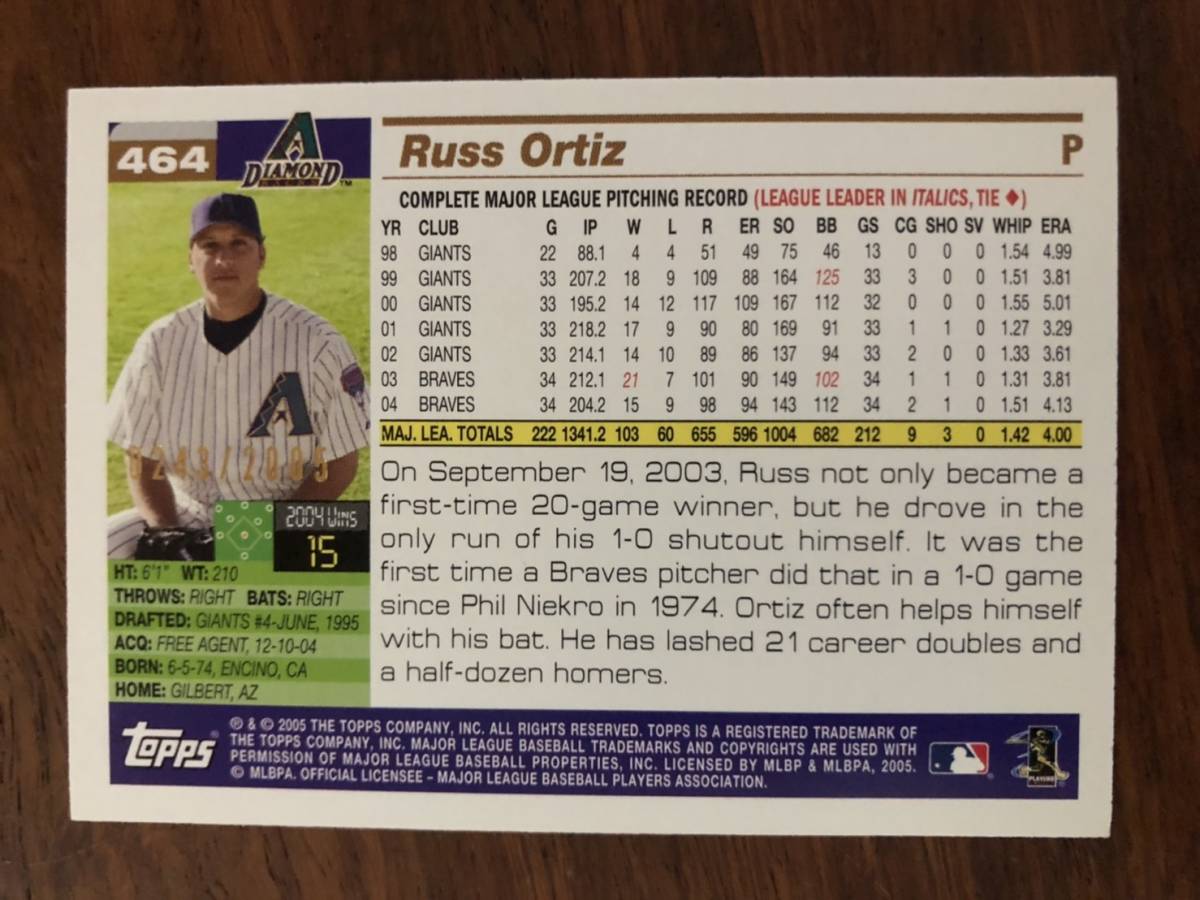 464
DIAMOND
BACKS
TM
Russ Ortiz P
COMPLETE MAJOR LEAGUE PITCHING RECORD (LEAGUE LEADER IN ITALICS, TIE ♦)
YR CLUB G IP W L R ER SO BB GS CG SHO SV WHIP ERA
98 GIANTS 22 88.1 4 4 51 49 75 46 13 0 0 0 1.54 4.99
99 GIANTS 33 207.2 18 9 109 88 164 125 33 3 0 0 1.51 3.81
00 GIANTS 33 195.2 14 12 117 109 167 112 32 0 0 0 1.55 5.01
01 GIANTS 33 218.2 17 9 90 80 169 91 33 1 1 0 1.27 3.29
02 GIANTS 33 214.1 14 10 89 86 137 94 33 2 0 0 1.33 3.61
03 BRAVES 34 212.1 21 7 101 90 149 102 34 1 1 0 1.31 3.81
04 BRAVES 34 204.2 15 9 98 94 143 112 34 2 1 0 1.51 4.13
MAJ. LEA. TOTALS 222 1341.2 103 60 655 596 1004 682 212 9 3 0 1.42 4.00
0243/2005
2004 WINS
15
HT: 6'1" WT: 210
THROWS: RIGHT BATS: RIGHT
DRAFTED: GIANTS #4-JUNE, 1995
ACQ: FREE AGENT, 12-10-04
BORN: 6-5-74, ENCINO, CA
HOME: GILBERT, AZ
On September 19, 2003, Russ not only became a
first-time 20-game winner, but he drove in the
only run of his 1-0 shutout himself. It was the
first time a Braves pitcher did that in a 1-0 game
since Phil Niekro in 1974. Ortiz often helps himself
with his bat. He has lashed 21 career doubles and
a half-dozen homers.
topps
® & © 2005 THE TOPPS COMPANY, INC. ALL RIGHTS RESERVED. TOPPS IS A REGISTERED TRADEMARK OF
THE TOPPS COMPANY, INC. MAJOR LEAGUE BASEBALL TRADEMARKS AND COPYRIGHTS ARE USED WITH
PERMISSION OF MAJOR LEAGUE BASEBALL PROPERTIES, INC. LICENSED BY MLBP & MLBPA, 2005.
© MLBPA. OFFICIAL LICENSEE – MAJOR LEAGUE BASEBALL PLAYERS ASSOCIATION.
PLAYERS